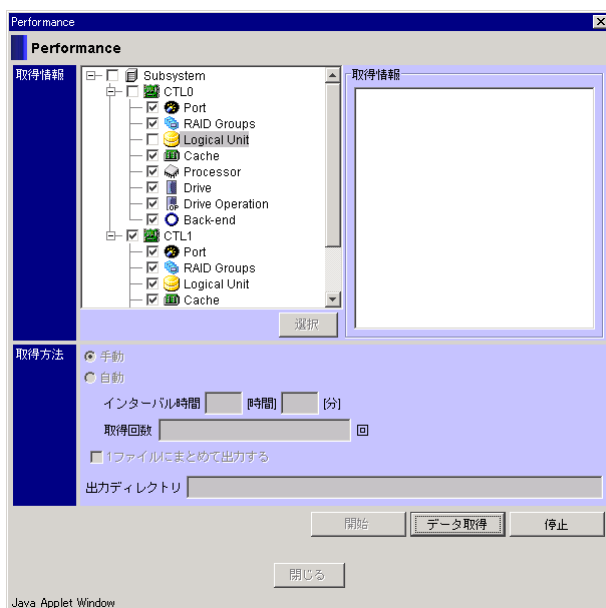 Performance
Performance
取得情報
Subsystem
CTL0
Port
RAID Groups
Logical Unit
Cache
Processor
Drive
Drive Operation
Back-end
CTL1
Port
RAID Groups
Logical Unit
Cache
選択
取得情報
取得方法
手動
自動
インターバル時間 [時間] [分]
取得回数 回
1ファイルにまとめて出力する
出力ディレクトリ
開始 データ取得 停止
閉じる
Java Applet Window